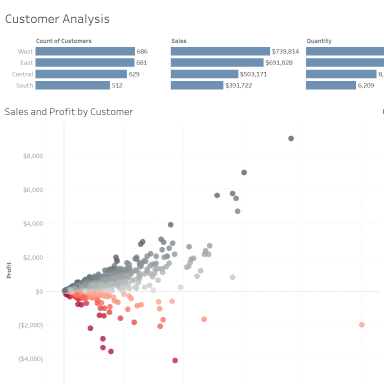 Customer Analysis
Count of Customers Sales Quantity
West 686 $739,814
East 681 $691,828
Central 629 $503,171 8,
South 512 $391,722 6,209
Sales and Profit by Customer
$8,000
$6,000
$4,000
$2,000
$0
($2,000)
($4,000)
Profit